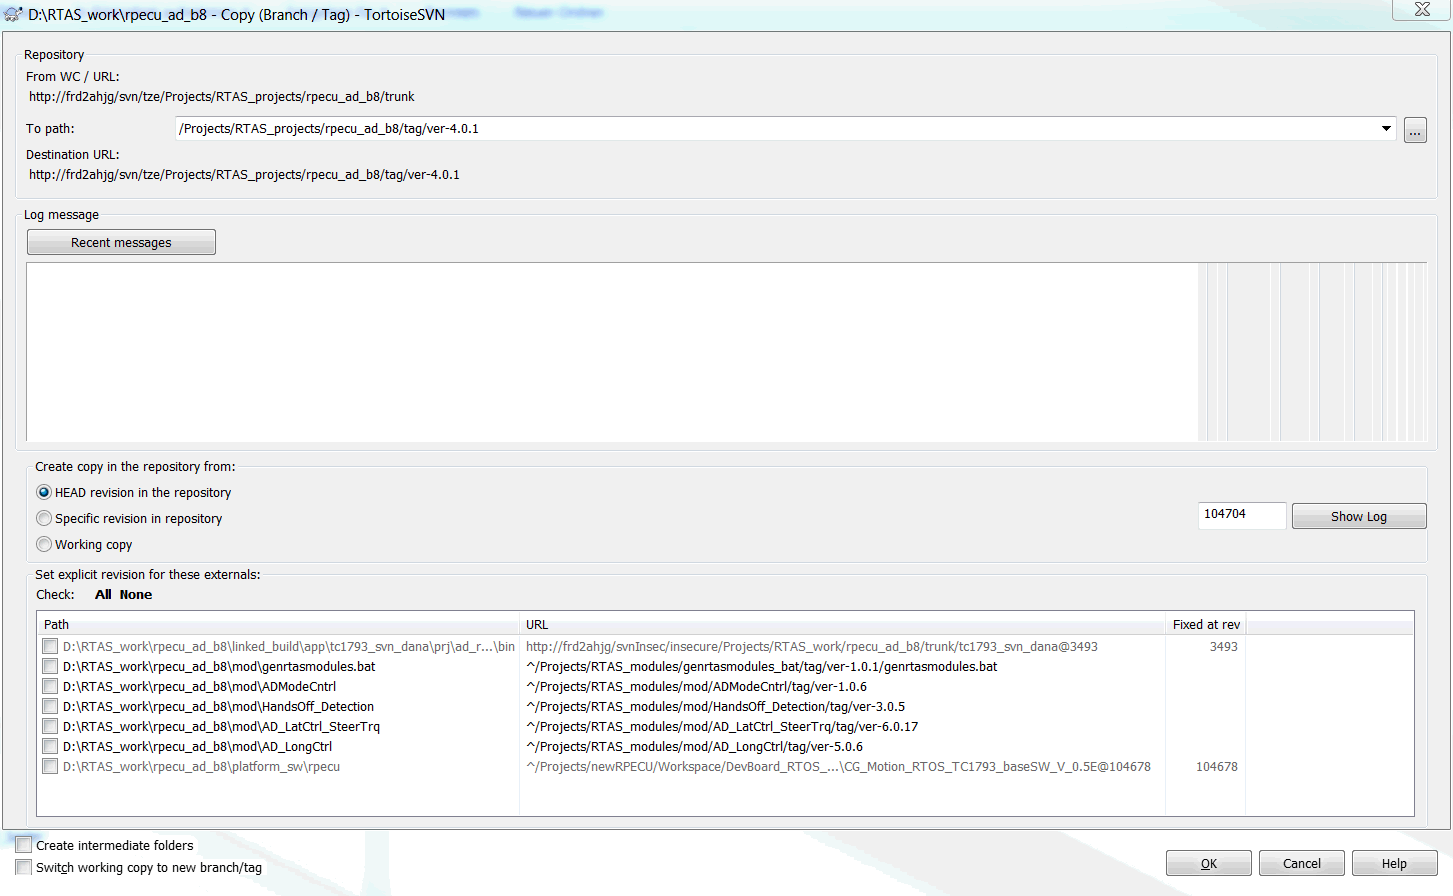 D:\RTAS_work\rpecu_ad_b8 - Copy (Branch / Tag) - TortoiseSVN
Neuer Ordner
Repository
From WC / URL:
http://frd2ahjg/svn/tze/Projects/RTAS_projects/rpecu_ad_b8/trunk
To path: /Projects/RTAS_projects/rpecu_ad_b8/tag/ver-4.0.1 ...
Destination URL:
http://frd2ahjg/svn/tze/Projects/RTAS_projects/rpecu_ad_b8/tag/ver-4.0.1
Log message
Recent messages
Create copy in the repository from:
HEAD revision in the repository
Specific revision in repository 104704 Show Log
Working copy
Set explicit revision for these externals:
Check: All None
Path URL Fixed at rev
D:\RTAS_work\rpecu_ad_b8\linked_build\app\tc1793_svn_dana\prj\ad_r...\bin http://frd2ahjg/svnInsec/insecure/Projects/RTAS_work/rpecu_ad_b8/trunk/tc1793_svn_dana@3493 3493
D:\RTAS_work\rpecu_ad_b8\mod\genrtasmodules.bat ^/Projects/RTAS_modules/genrtasmodules_bat/tag/ver-1.0.1/genrtasmodules.bat
D:\RTAS_work\rpecu_ad_b8\mod\ADModeCntrl ^/Projects/RTAS_modules/mod/ADModeCntrl/tag/ver-1.0.6
D:\RTAS_work\rpecu_ad_b8\mod\HandsOff_Detection ^/Projects/RTAS_modules/mod/HandsOff_Detection/tag/ver-3.0.5
D:\RTAS_work\rpecu_ad_b8\mod\AD_LatCtrl_SteerTrq ^/Projects/RTAS_modules/mod/AD_LatCtrl_SteerTrq/tag/ver-6.0.17
D:\RTAS_work\rpecu_ad_b8\mod\AD_LongCtrl ^/Projects/RTAS_modules/mod/AD_LongCtrl/tag/ver-5.0.6
D:\RTAS_work\rpecu_ad_b8\platform_sw\rpecu ^/Projects/newRPECU/Workspace/DevBoard_RTOS_...\CG_Motion_RTOS_TC1793_baseSW_V_0.5E@104678 104678
Create intermediate folders
Switch working copy to new branch/tag
OK Cancel Help